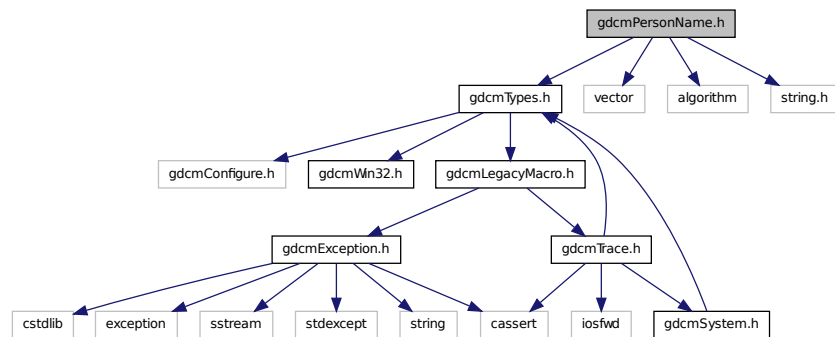 gdcmPersonName.h
gdcmTypes.h
vector
algorithm
string.h
gdcmConfigure.h
gdcmWin32.h
gdcmLegacyMacro.h
gdcmException.h
gdcmTrace.h
cstdlib
exception
sstream
stdexcept
string
cassert
iosfwd
gdcmSystem.h